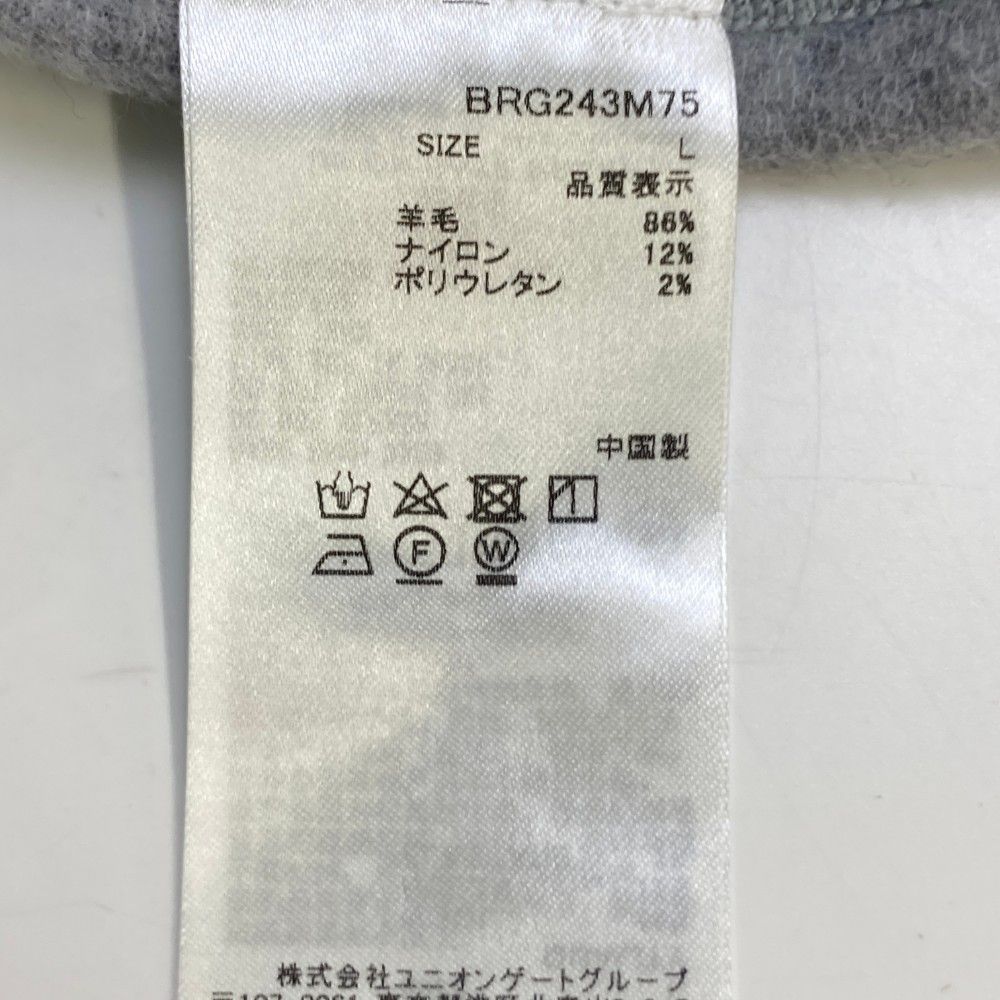 BRG243M75
SIZE L
品質表示
羊毛 86%
ナイロン 12%
ポリウレタン 2%
中国製
F W
株式会社ユニオンゲートグループ